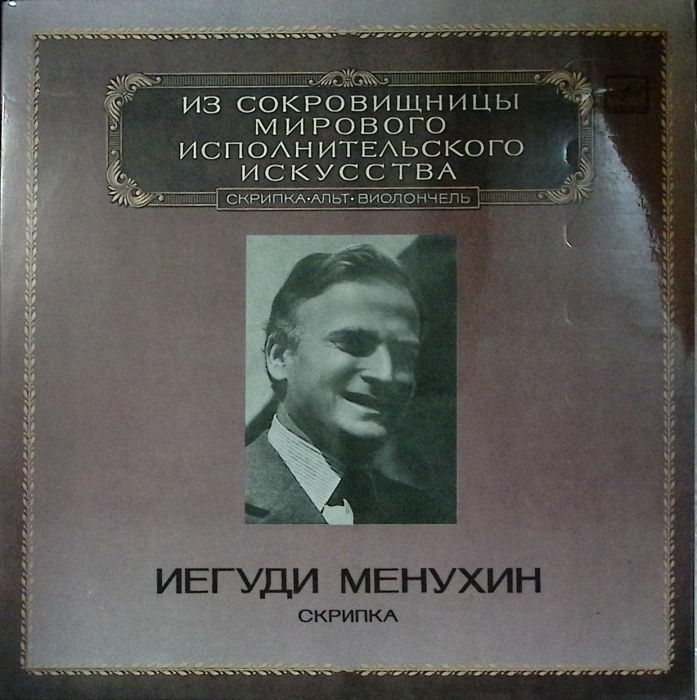 ИЗ СОКРОВИЩНИЦЫ
МИРОВОГО
ИСПОЛНИТЕЛЬСКОГО
ИСКУССТВА
СКРИПКА•АЛЬТ•ВИОЛОНЧЕЛЬ
ИЕГУДИ МЕНУХИН
СКРИПКА